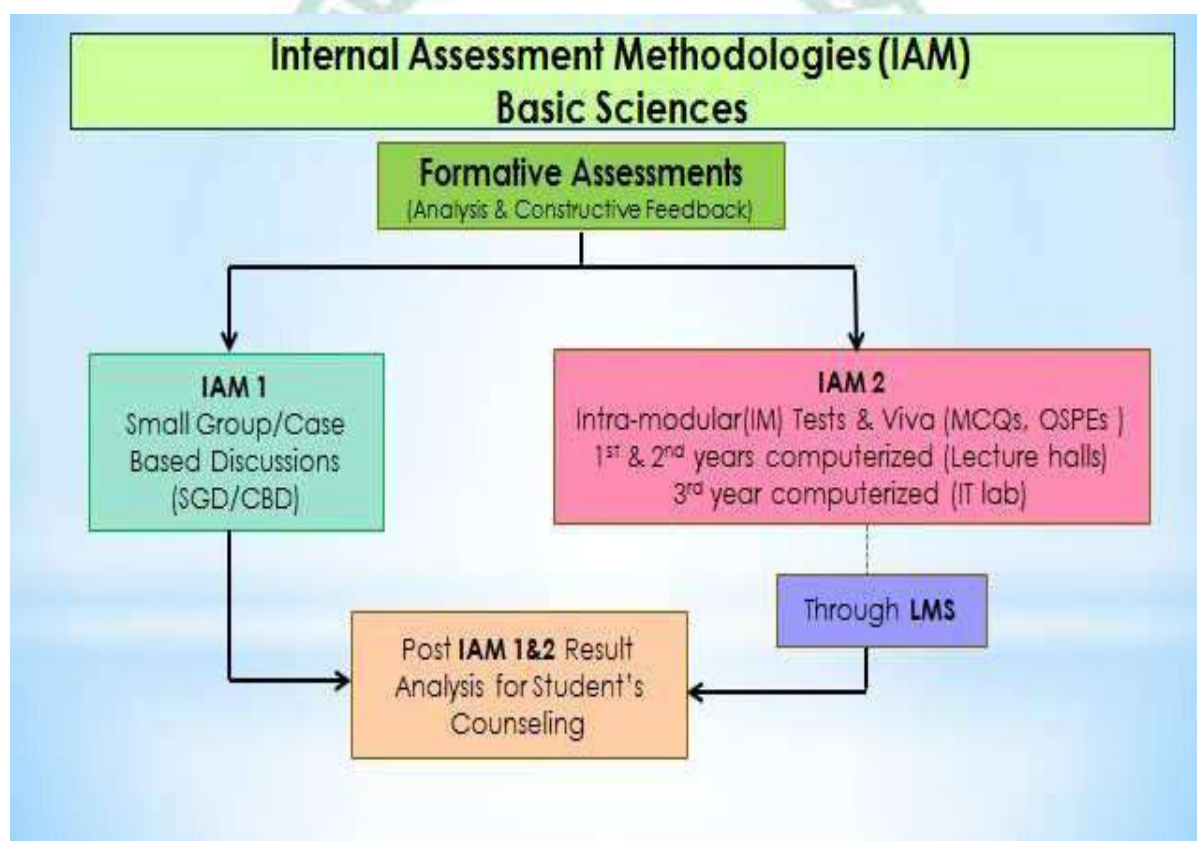 Internal Assessment Methodologies (IAM)
Basic Sciences
Formative Assessments
(Analysis & Constructive Feedback)
IAM 1
Small Group/Case
Based Discussions
(SGD/CBD)
IAM 2
Intra-modular(IM) Tests & Viva (MCQs, OSPEs )
1st & 2nd years computerized (Lecture halls)
3rd year computerized (IT lab)
Through LMS
Post IAM 1&2 Result
Analysis for Student's
Counseling